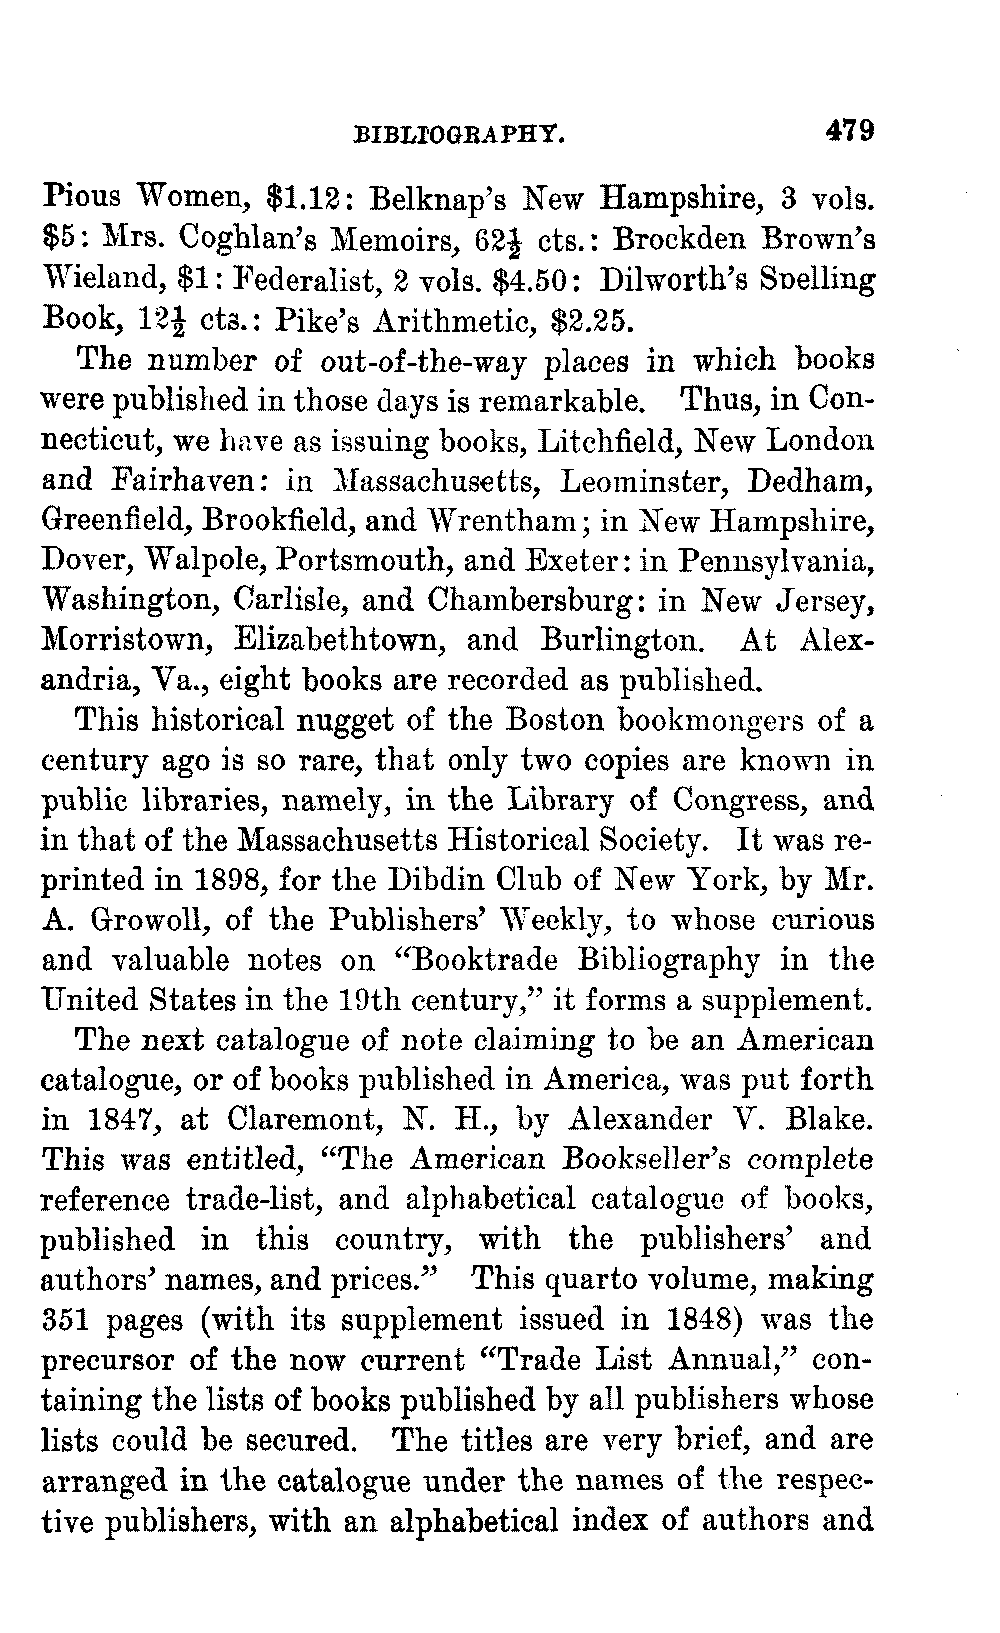 BIBLIOGRAPHY. 479
Pious Women, $1.12: Belknap's New Hampshire, 3 vols.
$5: Mrs. Coghlan's Memoirs, 62½ cts.: Brockden Brown's
Wieland, $1: Federalist, 2 vols. $4.50: Dilworth's Spelling
Book, 12½ cts.: Pike's Arithmetic, $2.25.
The number of out-of-the-way places in which books
were published in those days is remarkable. Thus, in Con-
necticut, we have as issuing books, Litchfield, New London
and Fairhaven: in Massachusetts, Leominster, Dedham,
Greenfield, Brookfield, and Wrentham; in New Hampshire,
Dover, Walpole, Portsmouth, and Exeter: in Pennsylvania,
Washington, Carlisle, and Chambersburg: in New Jersey,
Morristown, Elizabethtown, and Burlington. At Alex-
andria, Va., eight books are recorded as published.
This historical nugget of the Boston bookmongers of a
century ago is so rare, that only two copies are known in
public libraries, namely, in the Library of Congress, and
in that of the Massachusetts Historical Society. It was re-
printed in 1898, for the Dibdin Club of New York, by Mr.
A. Growoll, of the Publishers' Weekly, to whose curious
and valuable notes on “Booktrade Bibliography in the
United States in the 19th century,” it forms a supplement.
The next catalogue of note claiming to be an American
catalogue, or of books published in America, was put forth
in 1847, at Claremont, N. H., by Alexander V. Blake.
This was entitled, “The American Bookseller's complete
reference trade-list, and alphabetical catalogue of books,
published in this country, with the publishers' and
authors' names, and prices.” This quarto volume, making
351 pages (with its supplement issued in 1848) was the
precursor of the now current “Trade List Annual,” con-
taining the lists of books published by all publishers whose
lists could be secured. The titles are very brief, and are
arranged in the catalogue under the names of the respec-
tive publishers, with an alphabetical index of authors and